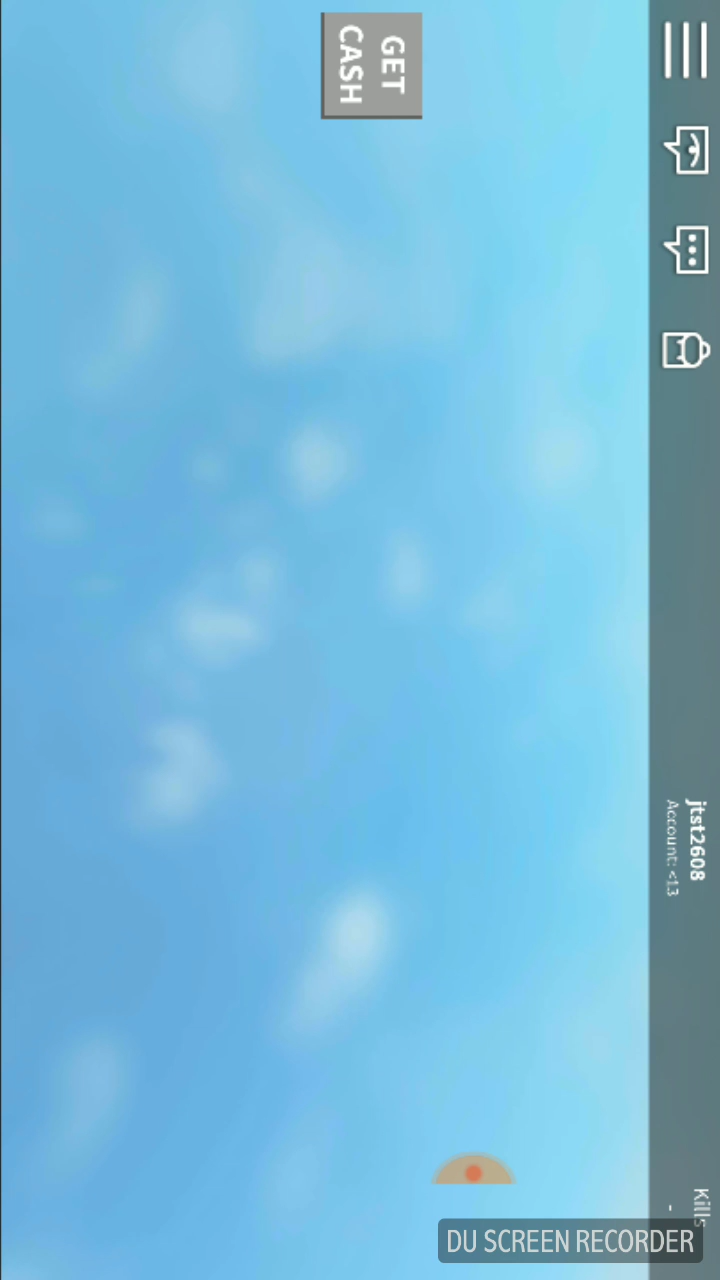 jtst2608
Account: <13
Kills
-
GET
CASH
DU SCREEN RECORDER